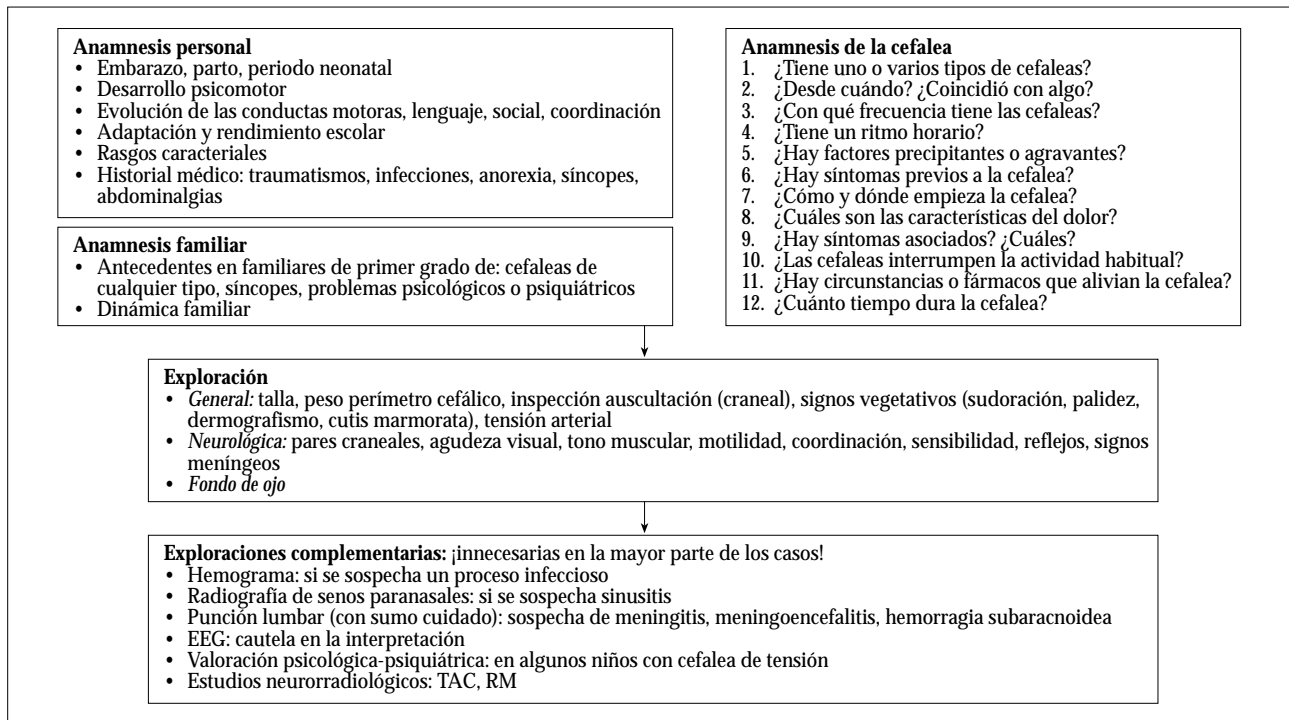 Anamnesis personal
• Embarazo, parto, periodo neonatal
• Desarrollo psicomotor
• Evolución de las conductas motoras, lenguaje, social, coordinación
• Adaptación y rendimiento escolar
• Rasgos caracteriales
• Historial médico: traumatismos, infecciones, anorexia, síncopes,
abdominalgias
Anamnesis familiar
• Antecedentes en familiares de primer grado de: cefaleas de
cualquier tipo, síncopes, problemas psicológicos o psiquiátricos
• Dinámica familiar
Anamnesis de la cefalea
1. ¿Tiene uno o varios tipos de cefaleas?
2. ¿Desde cuándo? ¿Coincidió con algo?
3. ¿Con qué frecuencia tiene las cefaleas?
4. ¿Tiene un ritmo horario?
5. ¿Hay factores precipitantes o agravantes?
6. ¿Hay síntomas previos a la cefalea?
7. ¿Cómo y dónde empieza la cefalea?
8. ¿Cuáles son las características del dolor?
9. ¿Hay síntomas asociados? ¿Cuáles?
10. ¿Las cefaleas interrumpen la actividad habitual?
11. ¿Hay circunstancias o fármacos que alivian la cefalea?
12. ¿Cuánto tiempo dura la cefalea?
Exploración
• General: talla, peso perímetro cefálico, inspección auscultación (craneal), signos vegetativos (sudoración, palidez,
dermografismo, cutis marmorata), tensión arterial
• Neurológica: pares craneales, agudeza visual, tono muscular, motilidad, coordinación, sensibilidad, reflejos, signos
meníngeos
• Fondo de ojo
Exploraciones complementarias: ¡innecesarias en la mayor parte de los casos!
• Hemograma: si se sospecha un proceso infeccioso
• Radiografía de senos paranasales: si se sospecha sinusitis
• Punción lumbar (con sumo cuidado): sospecha de meningitis, meningoencefalitis, hemorragia subaracnoidea
• EEG: cautela en la interpretación
• Valoración psicológica-psiquiátrica: en algunos niños con cefalea de tensión
• Estudios neurorradiológicos: TAC, RM